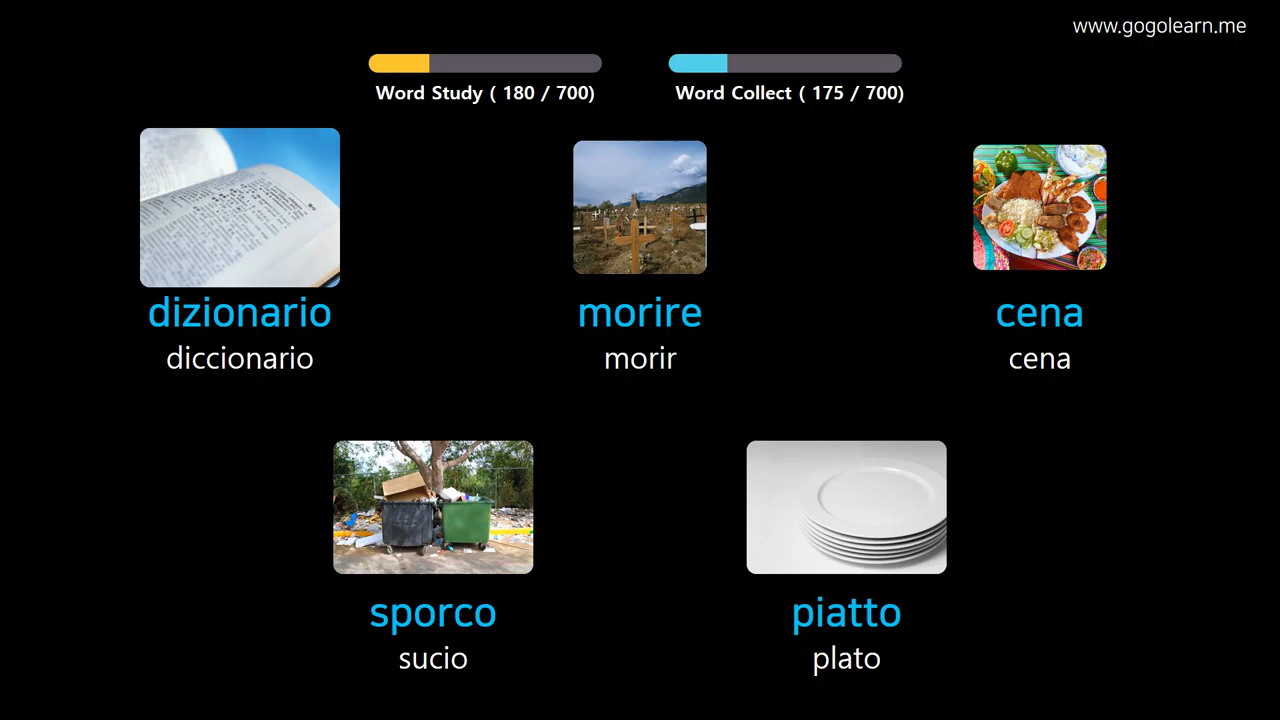 www.gogolearn.me
Word Study ( 180 / 700)
Word Collect ( 175 / 700)
dizionario
diccionario
morire
morir
cena
cena
sporco
sucio
piatto
plato